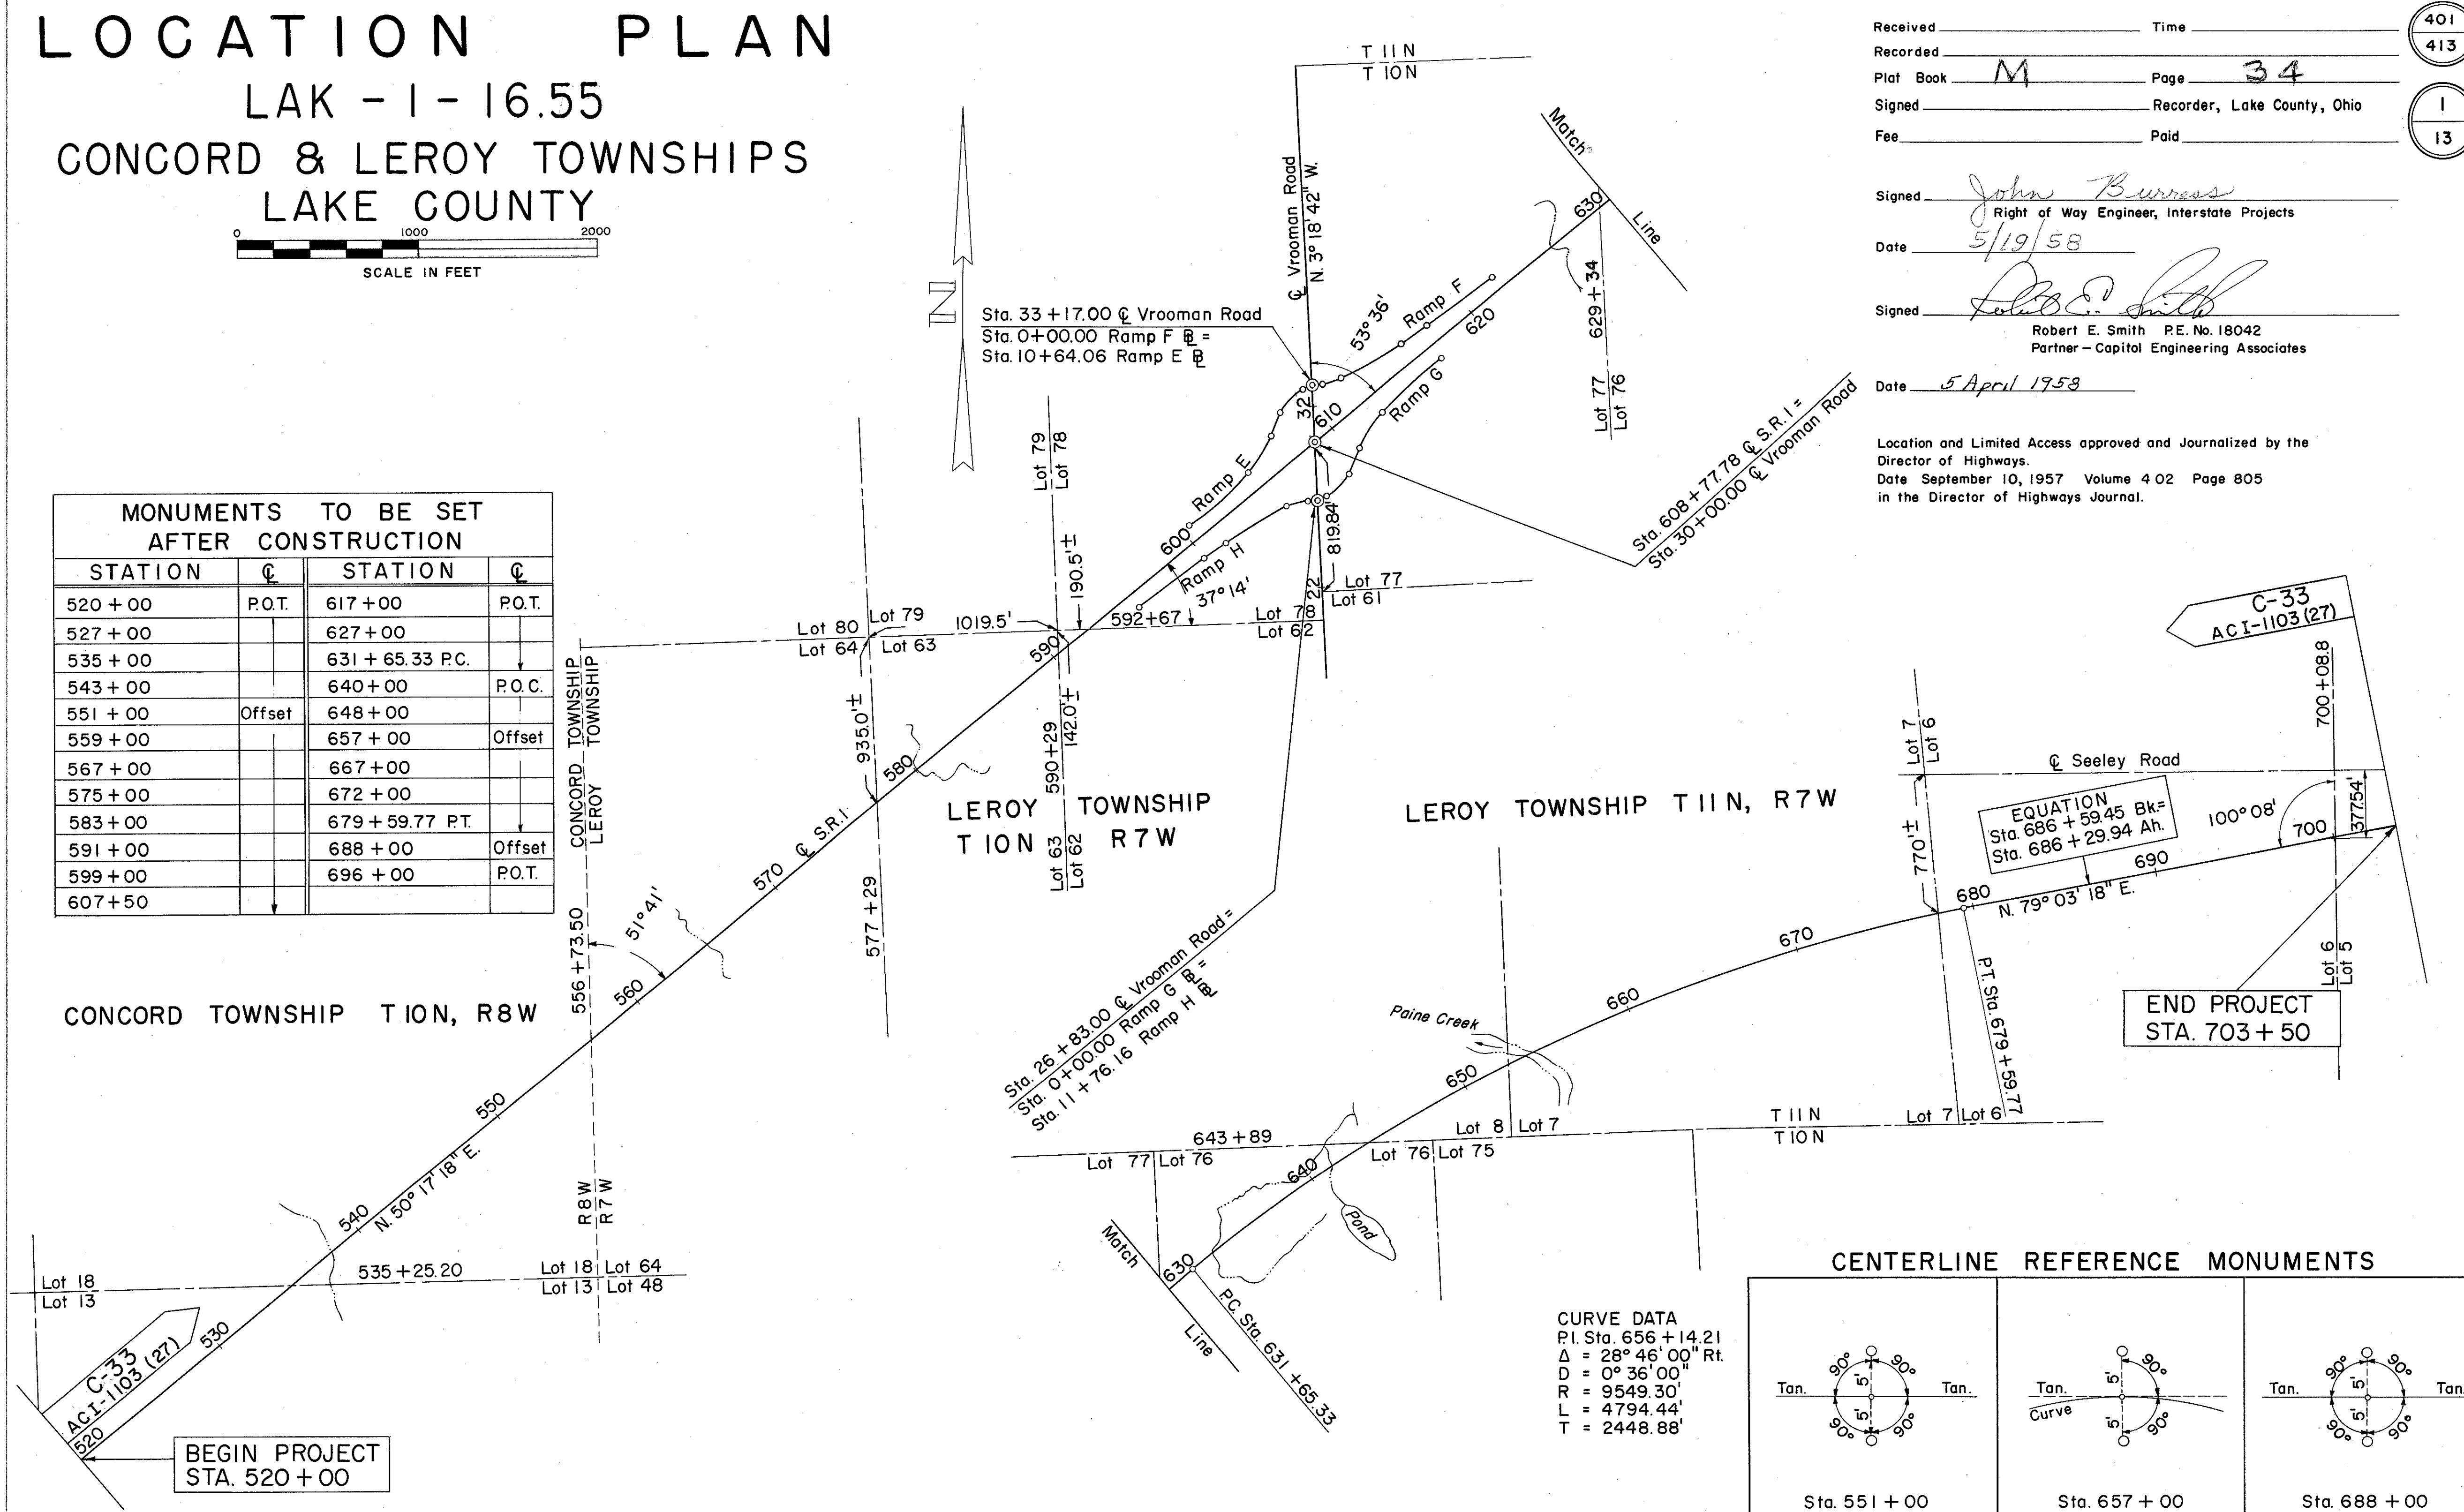 LOCATION PLAN
LAK - 1 - 16.55
CONCORD & LEROY TOWNSHIPS
LAKE COUNTY
0 1000 2000
SCALE IN FEET
N
Received Time
Recorded
Plat Book M Page 34
Signed Recorder, Lake County, Ohio
Fee Paid
401
413
1
13
Signed John Burress
Right of Way Engineer, Interstate Projects
Date 5/19/58
Signed Robert E. Smith
Robert E. Smith P.E. No. 18042
Partner – Capitol Engineering Associates
Date 5 April 1958
Location and Limited Access approved and Journalized by the
Director of Highways.
Date September 10, 1957 Volume 402 Page 805
in the Director of Highways Journal.
MONUMENTS TO BE SET
AFTER CONSTRUCTION
STATION ℄ STATION ℄
520+00 P.O.T. 617+00 P.O.T.
527+00 627+00
535+00 631+65.33 P.C.
543+00 640+00 P.O.C.
551+00 Offset 648+00
559+00 657+00 Offset
567+00 667+00
575+00 672+00
583+00 679+59.77 P.T.
591+00 688+00 Offset
599+00 696+00 P.O.T.
607+50
T 11 N
T 10 N
℄ Vrooman Road
N. 3° 18' 42" W.
Match
Line
630
629+34
Lot 77
Lot 76
620
Ramp F
53° 36'
Ramp G
Sta. 33+17.00 ℄ Vrooman Road
Sta. 0+00.00 Ramp F B̶L =
Sta. 10+64.06 Ramp E B̶L
32
610
Sta. 608+77.78 ℄ S.R.1 =
Sta. 30+00.00 ℄ Vrooman Road
819.84'
22
Ramp E
600
Ramp H
37° 14'
Lot 79
Lot 78
190.5'±
Lot 77
Lot 61
Lot 78
Lot 62
592+67
1019.5'
Lot 80
Lot 79
Lot 64
Lot 63
590
935.0'±
142.0'±
590+29
Lot 63
Lot 62
580
℄ S.R.1
577+29
570
LEROY TOWNSHIP
T 10 N R 7 W
CONCORD TOWNSHIP
LEROY TOWNSHIP
556+73.50
51° 41'
560
550
CONCORD TOWNSHIP T 10 N, R 8 W
N. 50° 17' 18" E.
540
R 8 W
R 7 W
535+25.20
Lot 18
Lot 13
Lot 18
Lot 64
Lot 13
Lot 48
530
C-33
ACI-1103 (27)
520
BEGIN PROJECT
STA. 520+00
Sta. 26+83.00 ℄ Vrooman Road =
Sta. 0+00.00 Ramp G B̶L =
Sta. 11+76.16 Ramp H B̶L
LEROY TOWNSHIP T 11 N, R 7 W
C-33
ACI-1103 (27)
700+08.8
Lot 7
Lot 6
℄ Seeley Road
EQUATION
Sta. 686+59.45 Bk.=
Sta. 686+29.94 Ah.
100° 08'
377.54'
700
690
770'±
680
N. 79° 03' 18" E.
P.T. Sta. 679+59.77
Lot 6
Lot 5
END PROJECT
STA. 703+50
670
660
Paine Creek
650
T 11 N
T 10 N
Lot 7
Lot 6
Lot 8
Lot 7
643+89
Lot 77
Lot 76
Lot 76
Lot 75
640
Pond
630
Match
Line
P.C. Sta. 631+65.33
CURVE DATA
P.I. Sta. 656+14.21
Δ = 28° 46' 00" Rt.
D = 0° 36' 00"
R = 9549.30'
L = 4794.44'
T = 2448.88'
CENTERLINE REFERENCE MONUMENTS
90° 90°
5'
Tan. Tan.
5'
90° 90°
Sta. 551+00
90°
5'
Tan.
Curve
5'
90°
Sta. 657+00
90° 90°
5'
Tan. Tan.
5'
90° 90°
Sta. 688+00